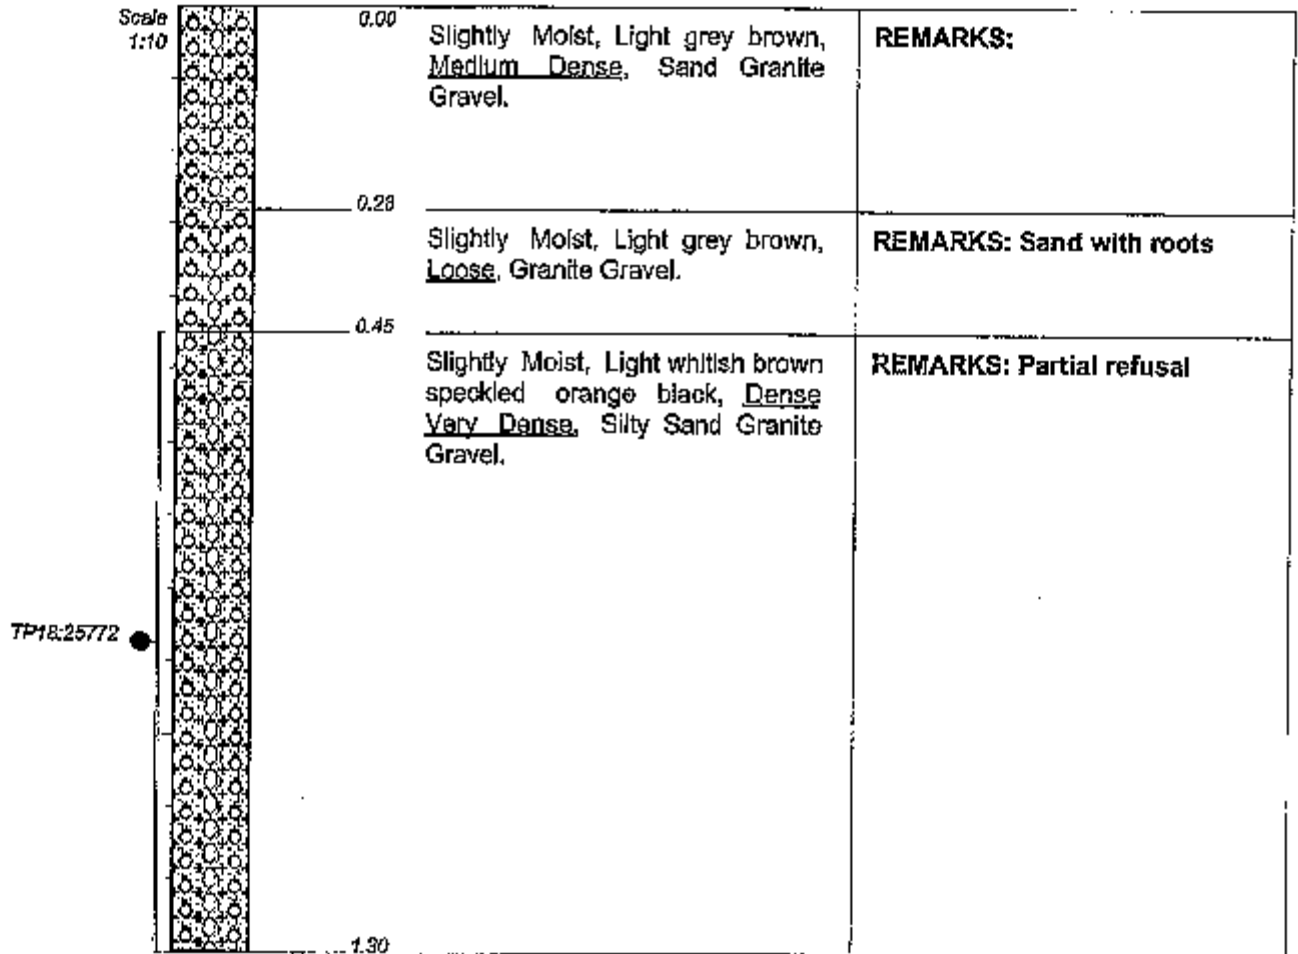 Scale
1:10
0.00
Slightly Moist, Light grey brown,
Medium Dense, Sand Granite
Gravel.
REMARKS:
0.28
Slightly Moist, Light grey brown,
Loose, Granite Gravel.
REMARKS: Sand with roots
0.45
Slightly Moist, Light whitish brown
speckled orange black, Dense
Very Dense, Silty Sand Granite
Gravel.
REMARKS: Partial refusal
TP18:25772
1.30